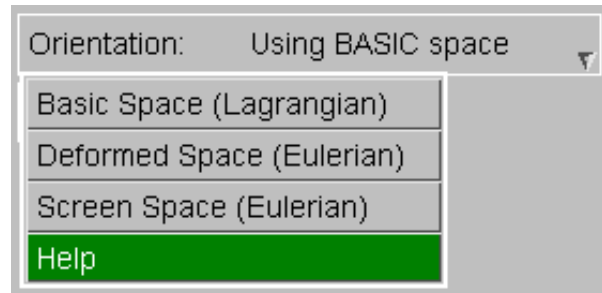 Orientation: Using BASIC space
Basic Space (Lagrangian)
Deformed Space (Eulerian)
Screen Space (Eulerian)
Help